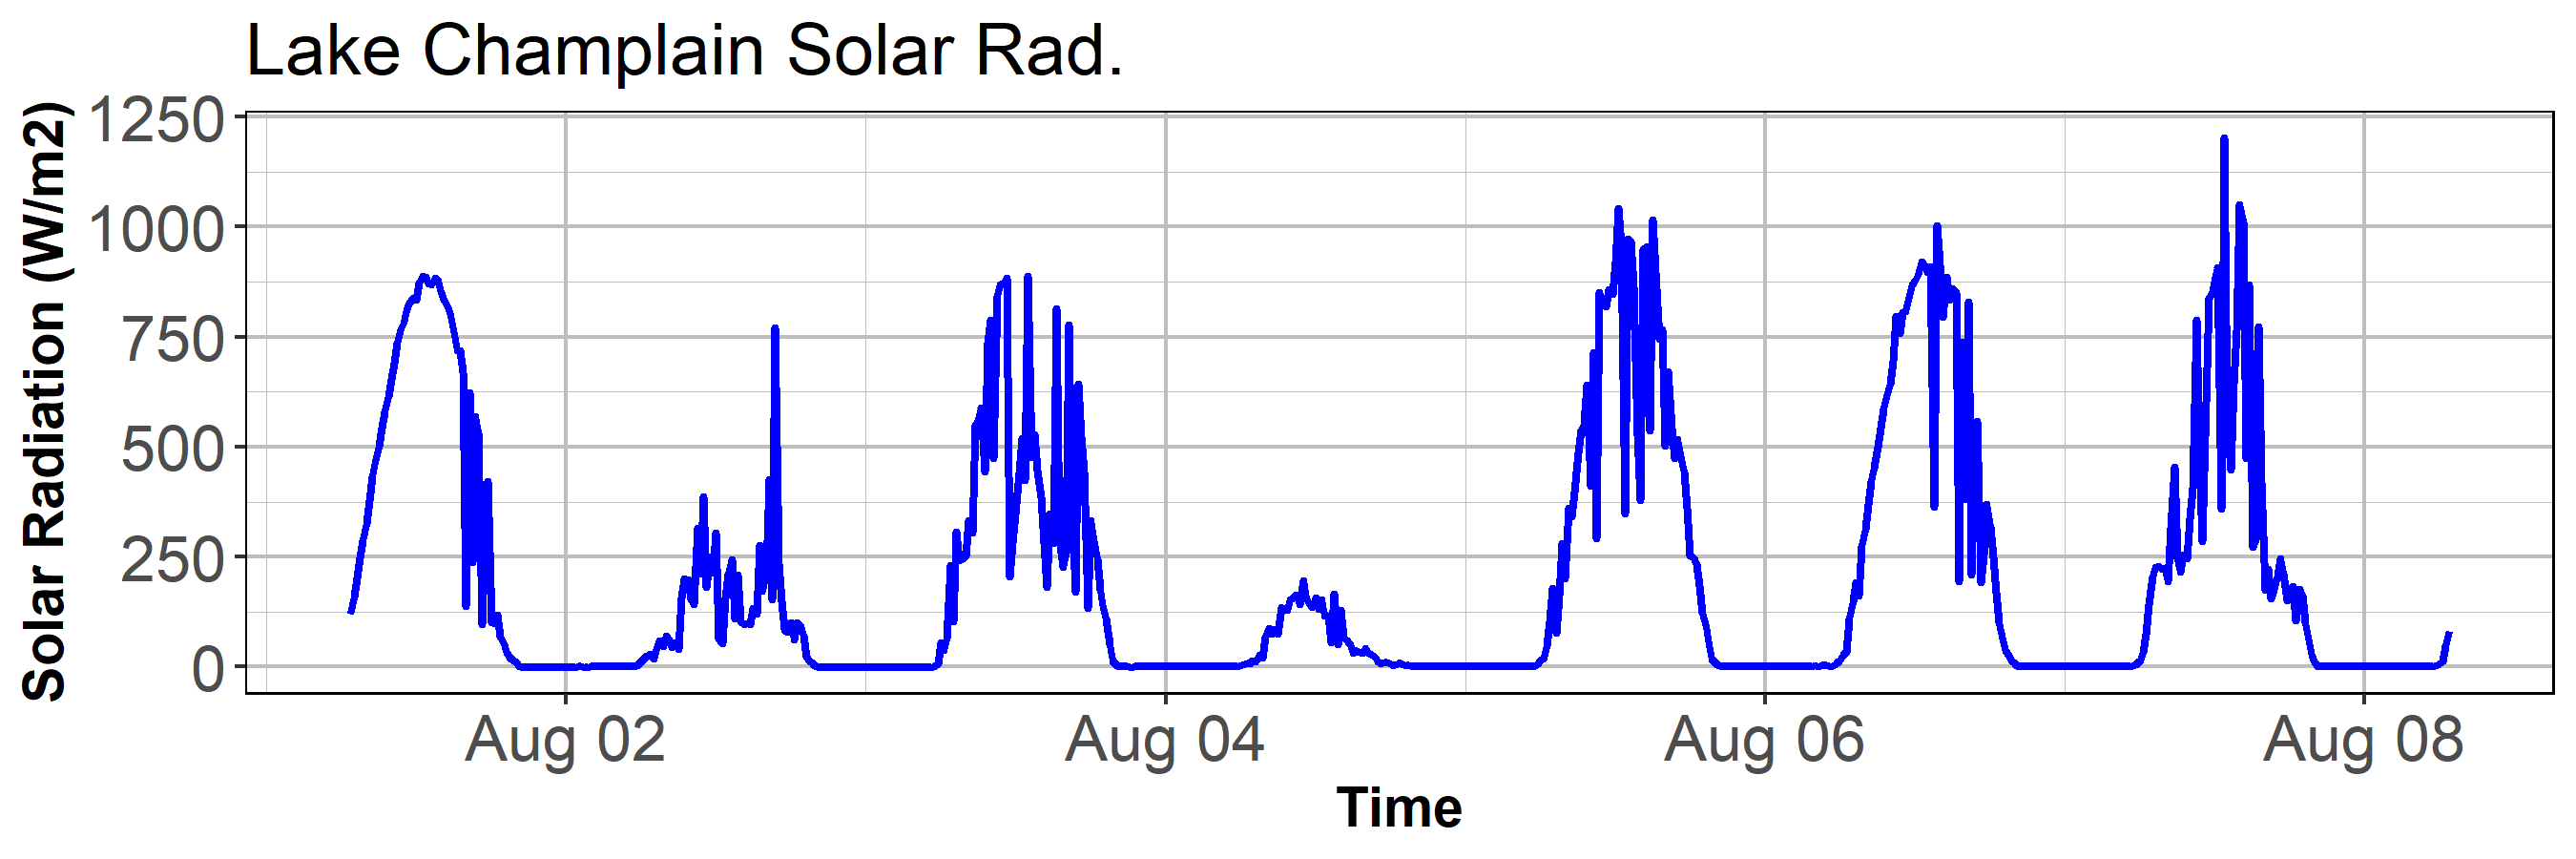 Lake Champlain Solar Rad.
Solar Radiation (W/m2)
1250
1000
750
500
250
0
Aug 02 Aug 04 Aug 06 Aug 08
Time